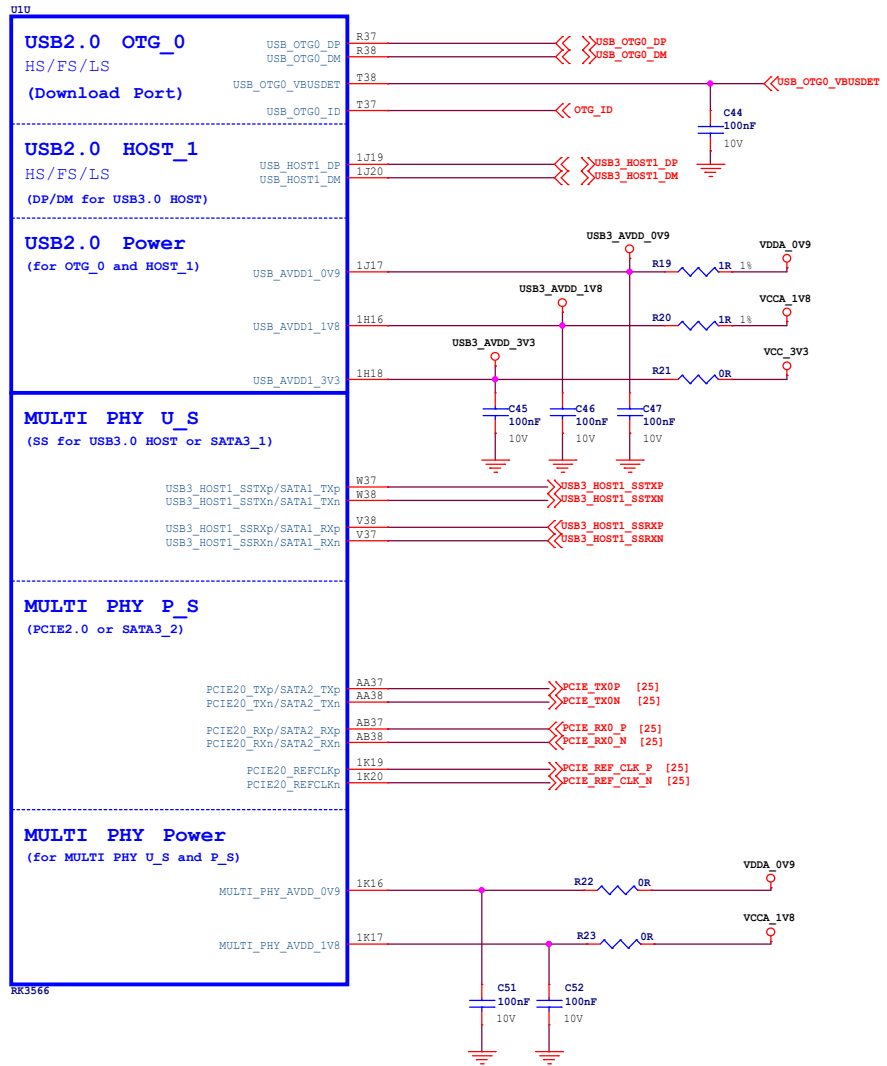 U1U
USB2.0 OTG_0
HS/FS/LS
(Download Port)
USB_OTG0_DP R37 USB_OTG0_DP
USB_OTG0_DM R38 USB_OTG0_DM
USB_OTG0_VBUSDET T38 USB_OTG0_VBUSDET
USB_OTG0_ID T37 OTG_ID
C44
100nF
10V
USB2.0 HOST_1
HS/FS/LS
(DP/DM for USB3.0 HOST)
USB_HOST1_DP 1J19 USB3_HOST1_DP
USB_HOST1_DM 1J20 USB3_HOST1_DM
USB2.0 Power
(for OTG_0 and HOST_1)
USB3_AVDD_0V9 VDDA_0V9
USB_AVDD1_0V9 1J17 R19 1R 1%
USB3_AVDD_1V8 VCCA_1V8
USB_AVDD1_1V8 1H16 R20 1R 1%
USB3_AVDD_3V3 VCC_3V3
USB_AVDD1_3V3 1H18 R21 0R
C45 C46 C47
100nF 100nF 100nF
10V 10V 10V
MULTI PHY U_S
(SS for USB3.0 HOST or SATA3_1)
USB3_HOST1_SSTXp/SATA1_TXp W37 USB3_HOST1_SSTXP
USB3_HOST1_SSTXn/SATA1_TXn W38 USB3_HOST1_SSTXN
USB3_HOST1_SSRXp/SATA1_RXp V38 USB3_HOST1_SSRXP
USB3_HOST1_SSRXn/SATA1_RXn V37 USB3_HOST1_SSRXN
MULTI PHY P_S
(PCIE2.0 or SATA3_2)
PCIE20_TXp/SATA2_TXp AA37 PCIE_TX0P [25]
PCIE20_TXn/SATA2_TXn AA38 PCIE_TX0N [25]
PCIE20_RXp/SATA2_RXp AB37 PCIE_RX0_P [25]
PCIE20_RXn/SATA2_RXn AB38 PCIE_RX0_N [25]
PCIE20_REFCLKp 1K19 PCIE_REF_CLK_P [25]
PCIE20_REFCLKn 1K20 PCIE_REF_CLK_N [25]
MULTI PHY Power
(for MULTI PHY U_S and P_S)
VDDA_0V9
MULTI_PHY_AVDD_0V9 1K16 R22 0R
VCCA_1V8
MULTI_PHY_AVDD_1V8 1K17 R23 0R
C51 C52
100nF 100nF
10V 10V
RK3566